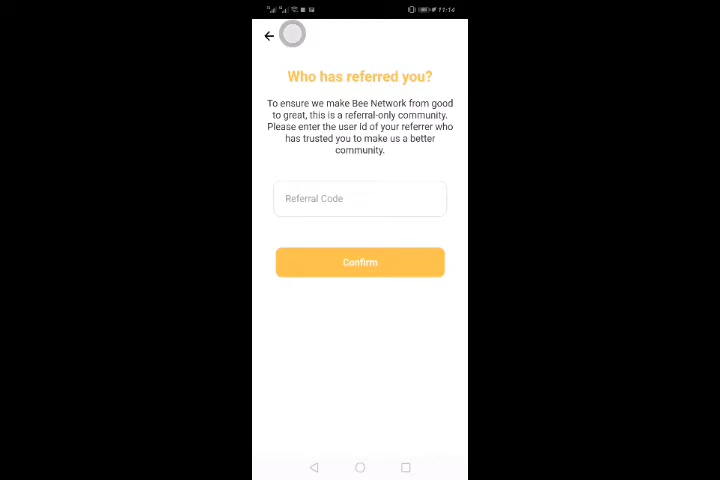 11:14
Who has referred you?
To ensure we make Bee Network from good
to great, this is a referral-only community.
Please enter the user id of your referrer who
has trusted you to make us a better
community.
Referral Code
Confirm